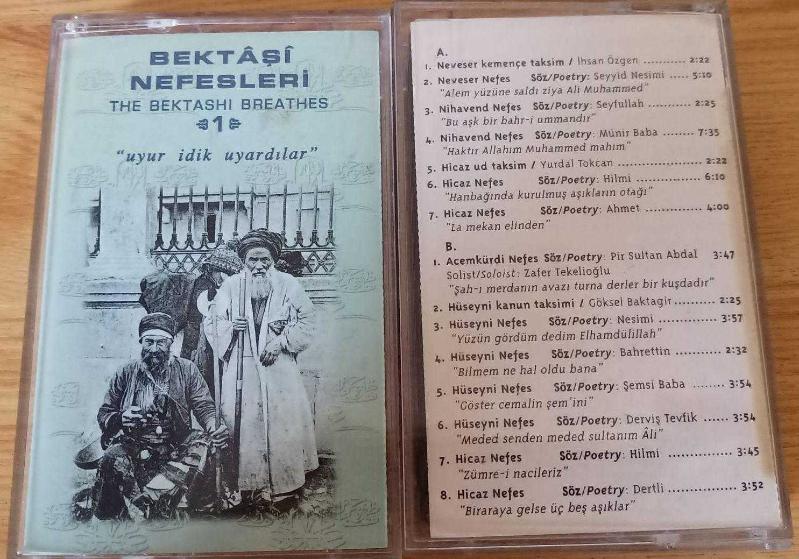 BEKTÂŞÎ
NEFESLERİ
THE BEKTASHI BREATHES
1
"uyur idik uyardılar"
A.
1. Neveser kemençe taksim / İhsan Özgen ........... 2:22
2. Neveser Nefes Söz/Poetry: Seyyid Nesimi ..... 5:10
"Alem yüzüne saldı ziya Ali Muhammed"
3. Nihavend Nefes Söz/Poetry: Seyfullah ............ 2:25
"Bu aşk bir bahr-i ummandır"
4. Nihavend Nefes Söz/Poetry: Münir Baba ........ 7:35
"Haktır Allahım Muhammed mahım"
5. Hicaz ud taksim / Yurdal Tokcan ..................... 2:22
6. Hicaz Nefes Söz/Poetry: Hilmi .................. 6:10
"Hanbağında kurulmuş aşıkların otağı"
7. Hicaz Nefes Söz/Poetry: Ahmet ................. 4:00
"La mekan elinden"
B.
1. Acemkürdi Nefes Söz/Poetry: Pir Sultan Abdal 3:47
Solist/Soloist: Zafer Tekelioğlu
"Şah-ı merdanın avazı turna derler bir kuşdadır"
2. Hüseyni kanun taksimi / Göksel Baktagir.......... 2:25
3. Hüseyni Nefes Söz/Poetry: Nesimi ............... 3:57
"Yüzün gördüm dedim Elhamdülillah"
4. Hüseyni Nefes Söz/Poetry: Bahrettin ........... 2:32
"Bilmem ne hal oldu bana"
5. Hüseyni Nefes Söz/Poetry: Şemsi Baba ........ 3:54
"Göster cemalin şem'ini"
6. Hüseyni Nefes Söz/Poetry: Derviş Tevfik ..... 3:54
"Meded senden meded sultanım Âli"
7. Hicaz Nefes Söz/Poetry: Hilmi .................. 3:45
"Zümre-i nacileriz"
8. Hicaz Nefes Söz/Poetry: Dertli ................. 3:52
"Biraraya gelse üç beş aşıklar"